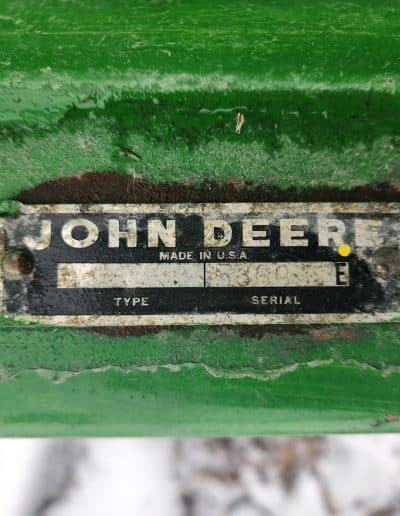 JOHN DEERE
MADE IN U.S.A.
E
TYPE SERIAL